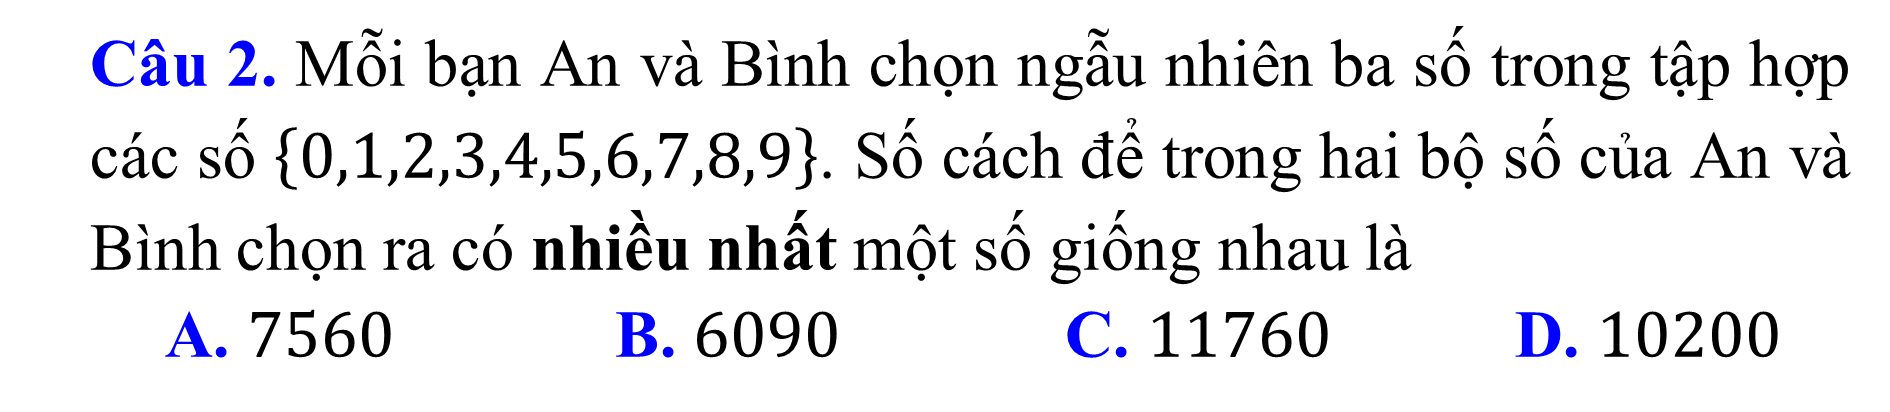 Câu 2. Mỗi bạn An và Bình chọn ngẫu nhiên ba số trong tập hợp
các số {0,1,2,3,4,5,6,7,8,9}. Số cách để trong hai bộ số của An và
Bình chọn ra có nhiều nhất một số giống nhau là
A. 7560 B. 6090 C. 11760 D. 10200